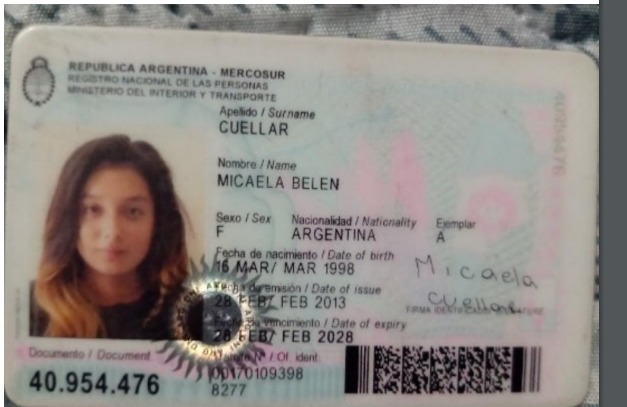 REPUBLICA ARGENTINA - MERCOSUR
REGISTRO NACIONAL DE LAS PERSONAS
MINISTERIO DEL INTERIOR Y TRANSPORTE
Apellido / Surname
CUELLAR
Nombre / Name
MICAELA BELEN
Sexo / Sex Nacionalidad / Nationality Ejemplar
F ARGENTINA A
Fecha de nacimiento / Date of birth
16 MAR/ MAR 1998
Micaela
Fecha de emisión / Date of issue
28 FEB/ FEB 2013
Cuellar
FIRMA
Fecha de vencimiento / Date of expiry
28 FEB/ FEB 2028
Documento / Document
Nº / Of. ident.
40.954.476
00170109398
8277